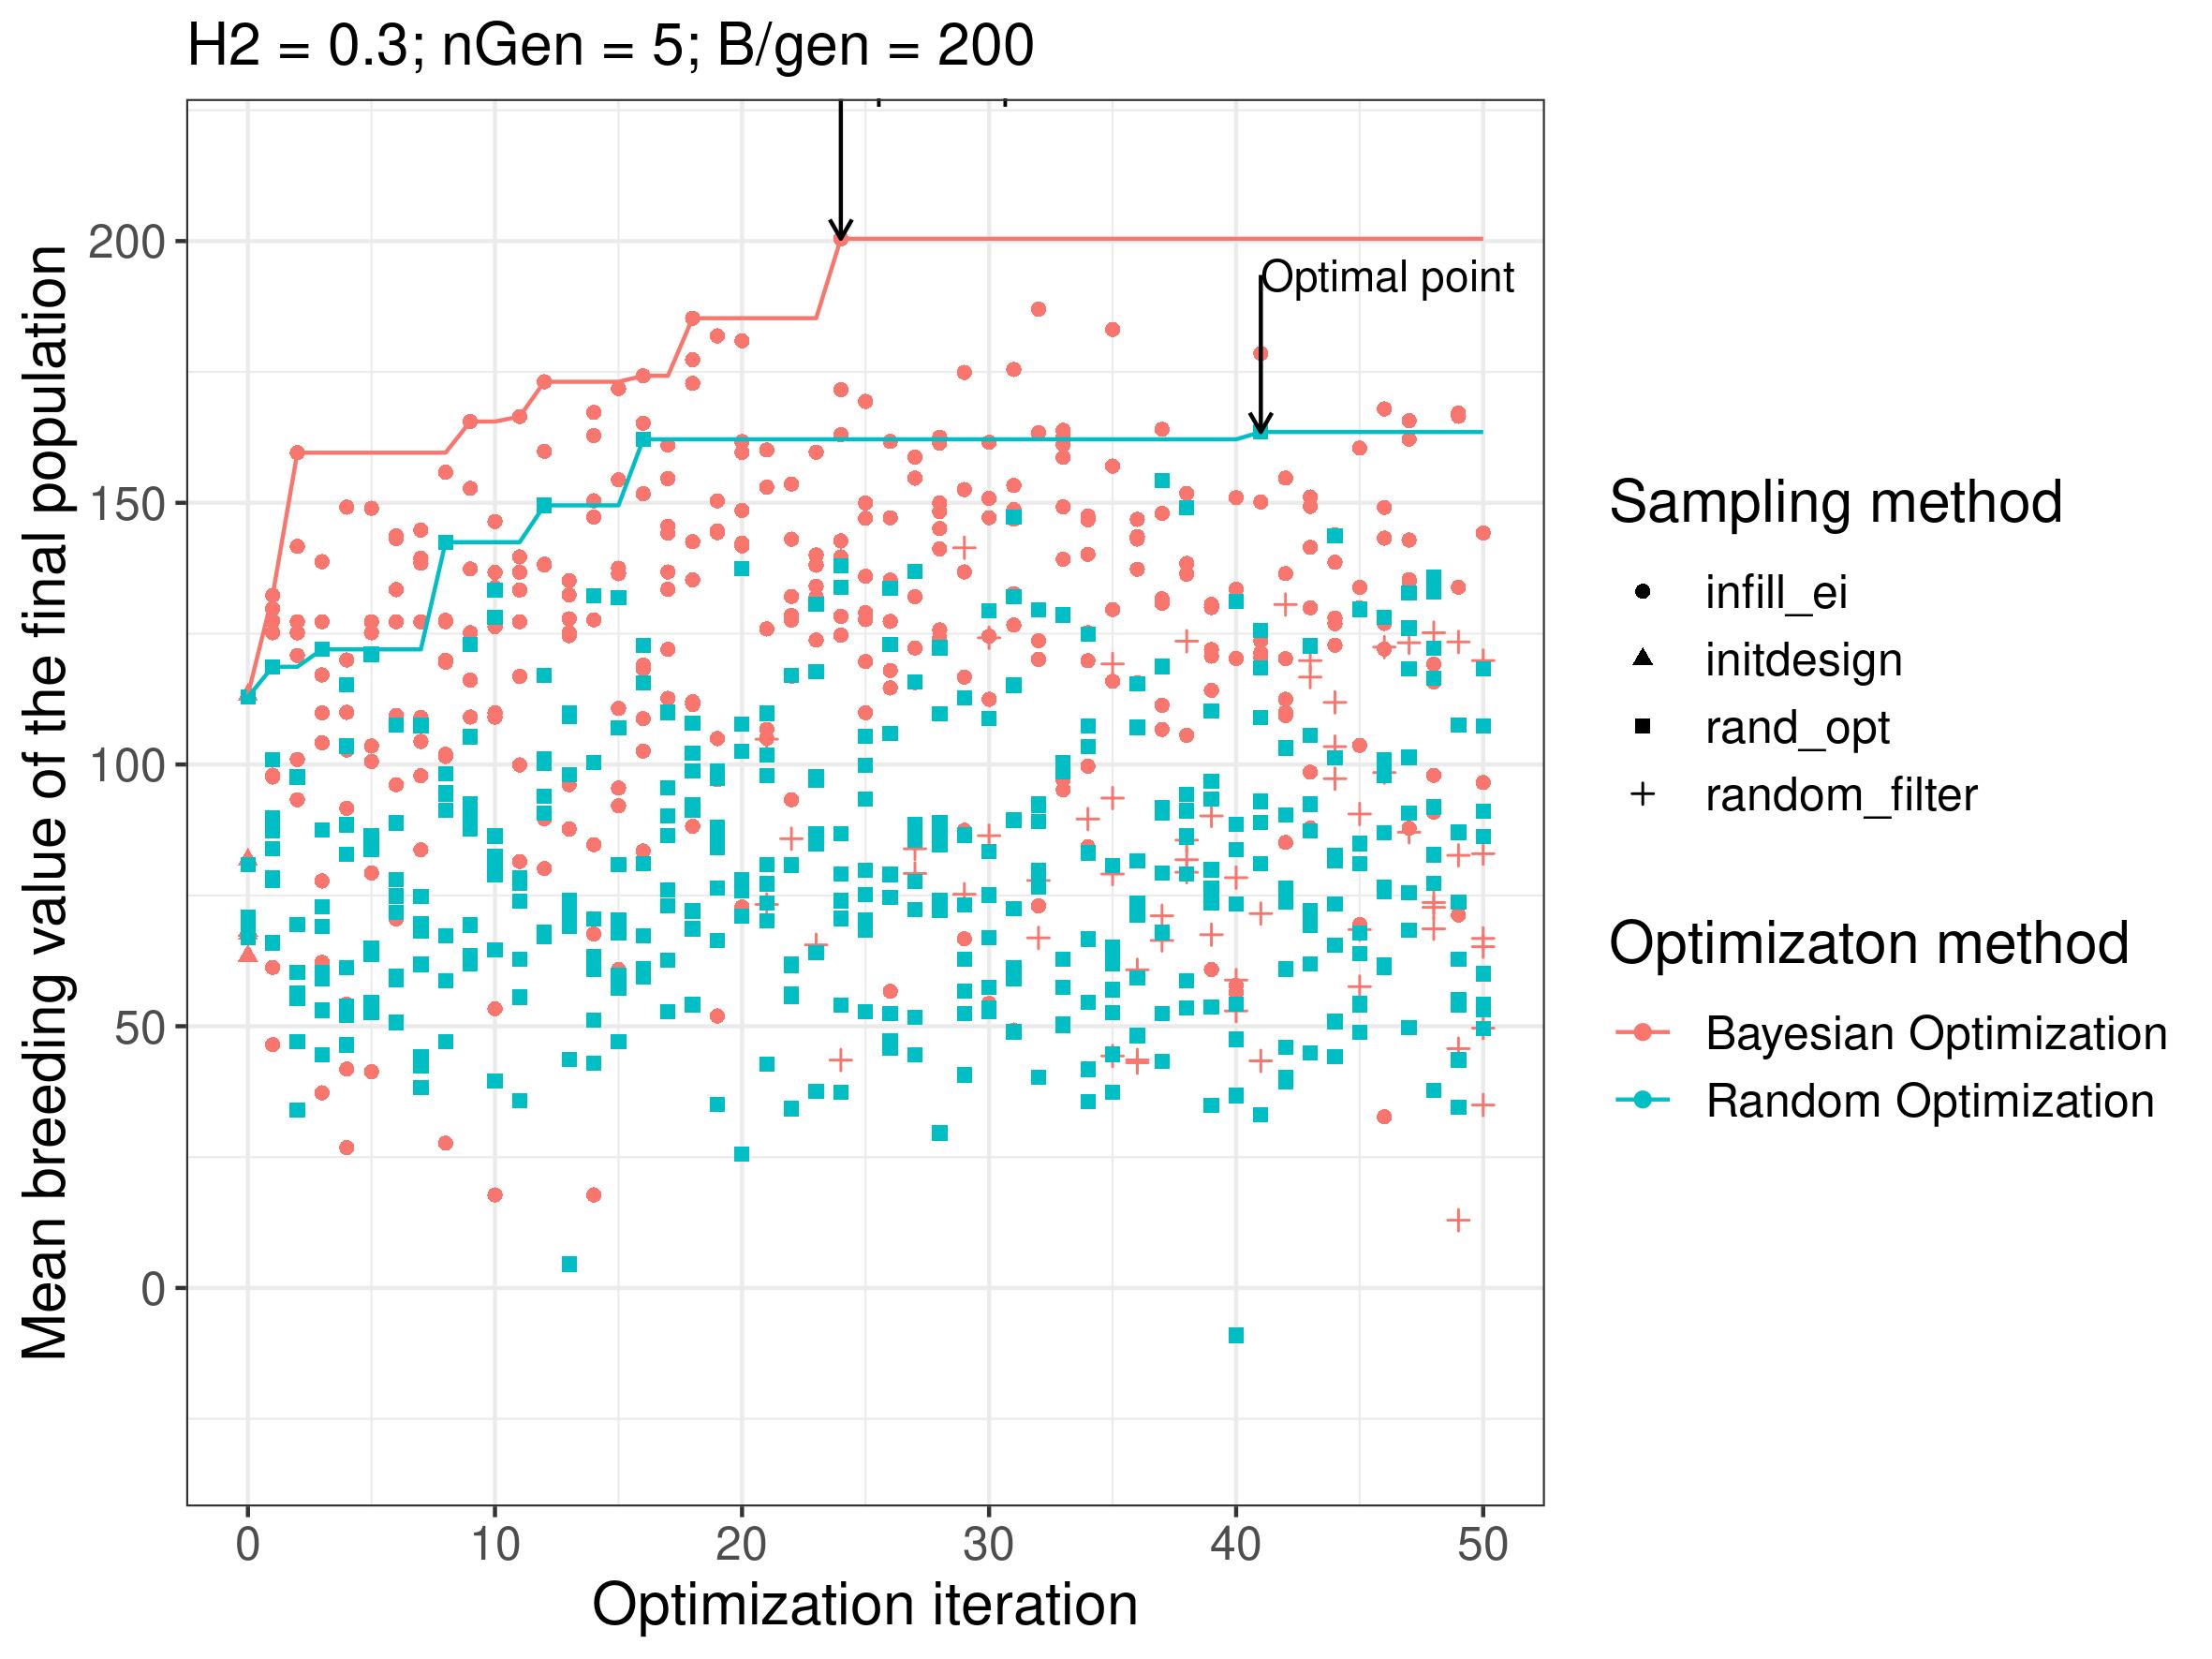 H2 = 0.3; nGen = 5; B/gen = 200
Mean breeding value of the final population
200
150
100
50
0
Optimal point
0 10 20 30 40 50
Optimization iteration
Sampling method
infill_ei
initdesign
rand_opt
random_filter
Optimizaton method
Bayesian Optimization
Random Optimization